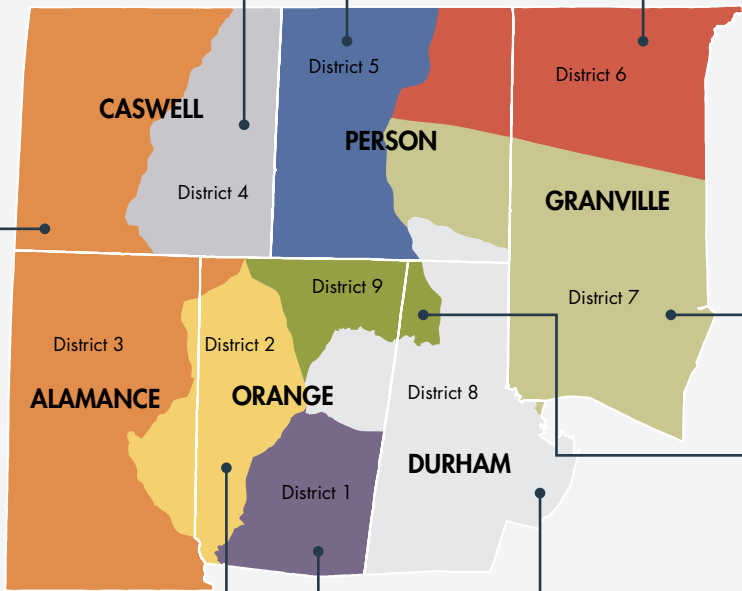 District 5
District 6
CASWELL
PERSON
District 4
GRANVILLE
District 9
District 7
District 3
District 2
District 8
ALAMANCE
ORANGE
DURHAM
District 1